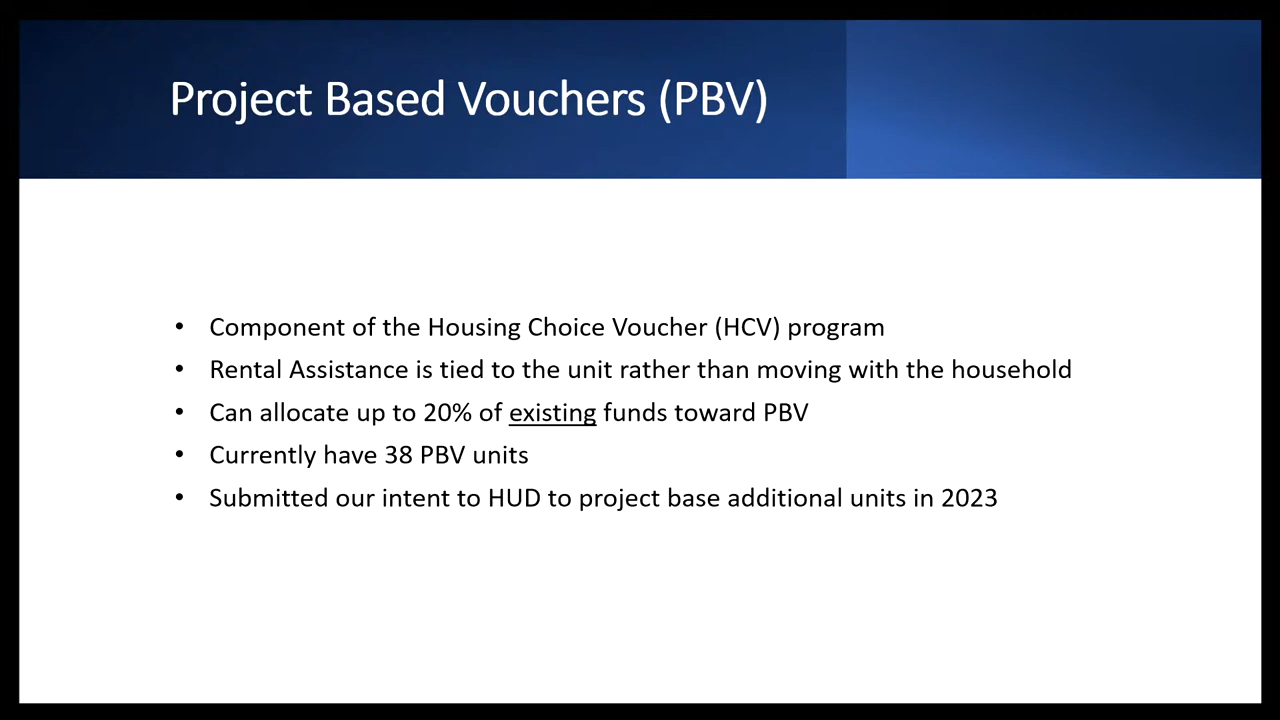 Project Based Vouchers (PBV)
• Component of the Housing Choice Voucher (HCV) program
• Rental Assistance is tied to the unit rather than moving with the household
• Can allocate up to 20% of existing funds toward PBV
• Currently have 38 PBV units
• Submitted our intent to HUD to project base additional units in 2023